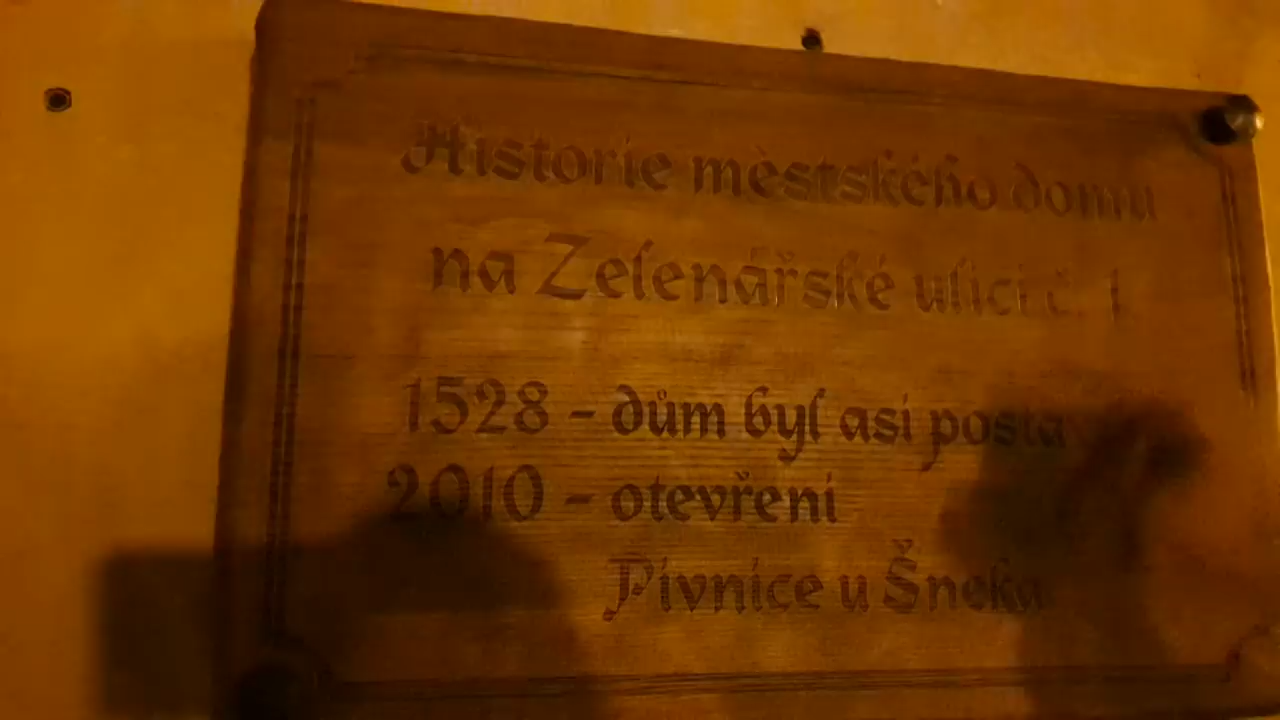 Historie městského domu
na Zelenářské ulici č. 1
1528 - dům byl asi posta
2010 - otevření
Pivnice u Šneka